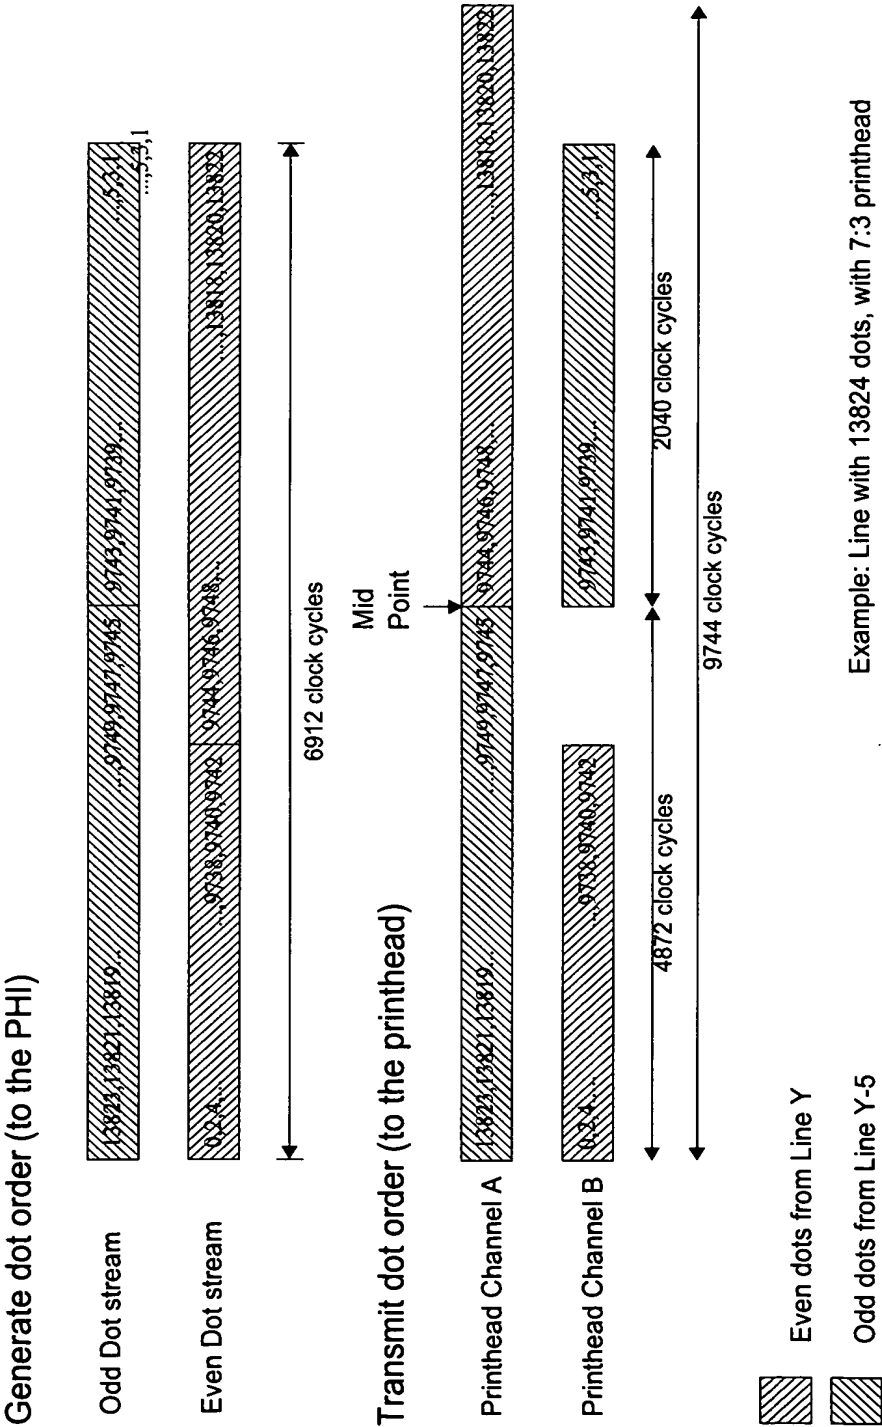 Generate dot order (to the PHI)
Odd Dot stream
13823,13821,13819...
...,9749,9747,9745
9743,9741,9739....
...,5,3,1
...,5,3,1
Even Dot stream
0,2,4,....
...,9738,9740,9742
9744,9746,9748,...
....,13818,13820,13822
6912 clock cycles
Transmit dot order (to the printhead)
Mid
Point
Printhead Channel A
13823,13821,13819...
...,9749,9747,9745
9744,9746,9748,...
....,13818,13820,13822
Printhead Channel B
0,2,4,....
...,9738,9740,9742
9743,9741,9739....
...,5,3,1
4872 clock cycles
2040 clock cycles
9744 clock cycles
Even dots from Line Y
Odd dots from Line Y-5
Example: Line with 13824 dots, with 7:3 printhead